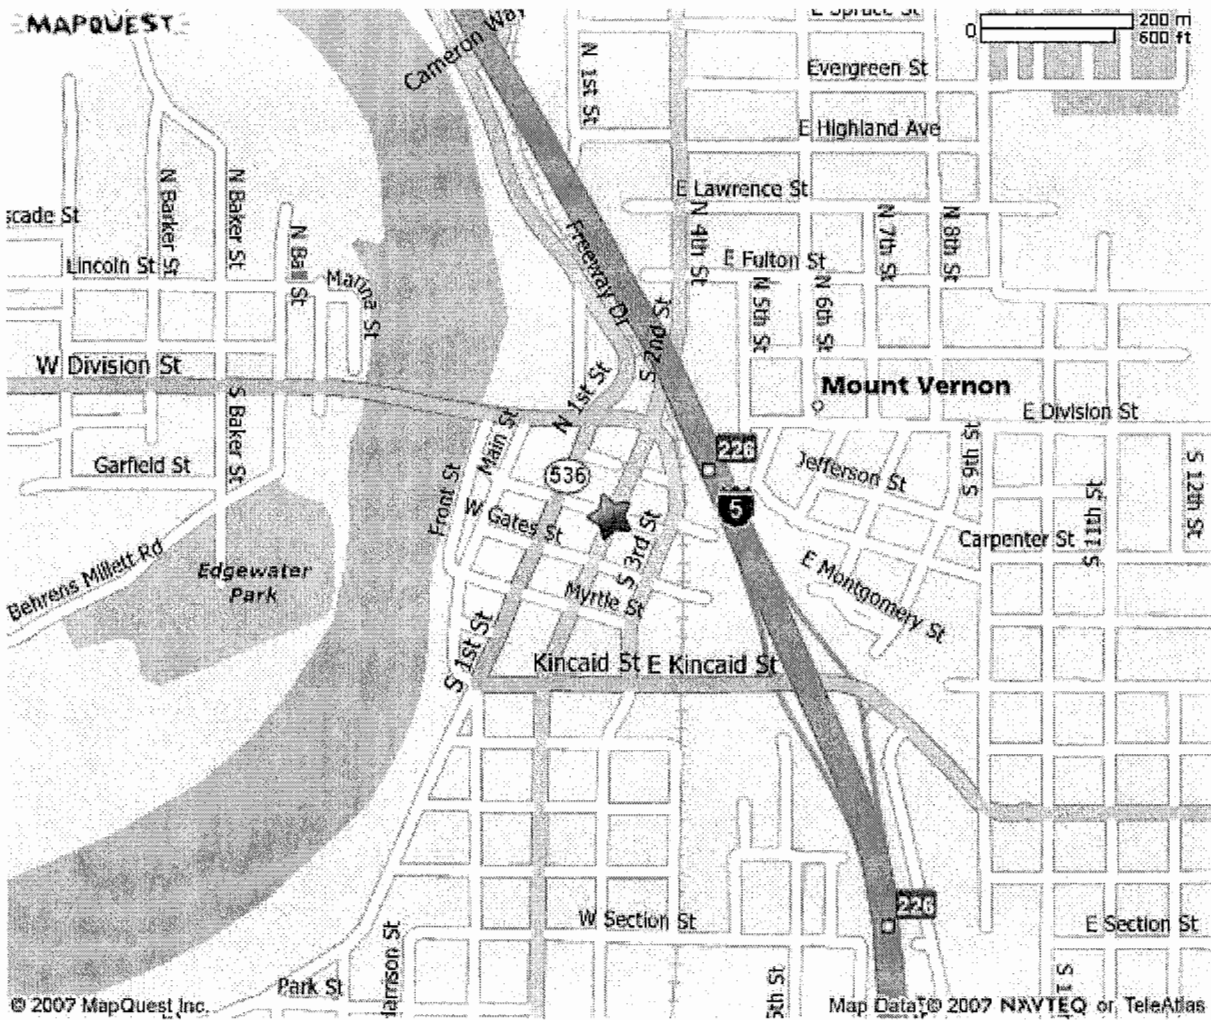 MAPQUEST
0
200 m
600 ft
E Spruce St
Cameron Way
N 1st St
Evergreen St
E Highland Ave
E Lawrence St
N Barker St
N Baker St
scade St
N Ball St
N 4th St
N 7th St
N 8th St
Lincoln St
Marina St
Freeway Dr
E Fulton St
N 5th St
N 6th St
S 2nd St
W Division St
S Baker St
N 1st St
Mount Vernon
E Division St
Main St
226
Garfield St
Front St
536
Jefferson St
S 9th St
S 12th St
W Gates St
5
S 11th St
S 3rd St
Carpenter St
Behrens Millett Rd
Edgewater
Park
Myrtle St
E Montgomery St
S 1st St
Kincaid St
E Kincaid St
226
W Section St
E Section St
Harrison St
Park St
5th St
S 1
© 2007 MapQuest Inc.
Map Data © 2007 NAVTEQ or TeleAtlas